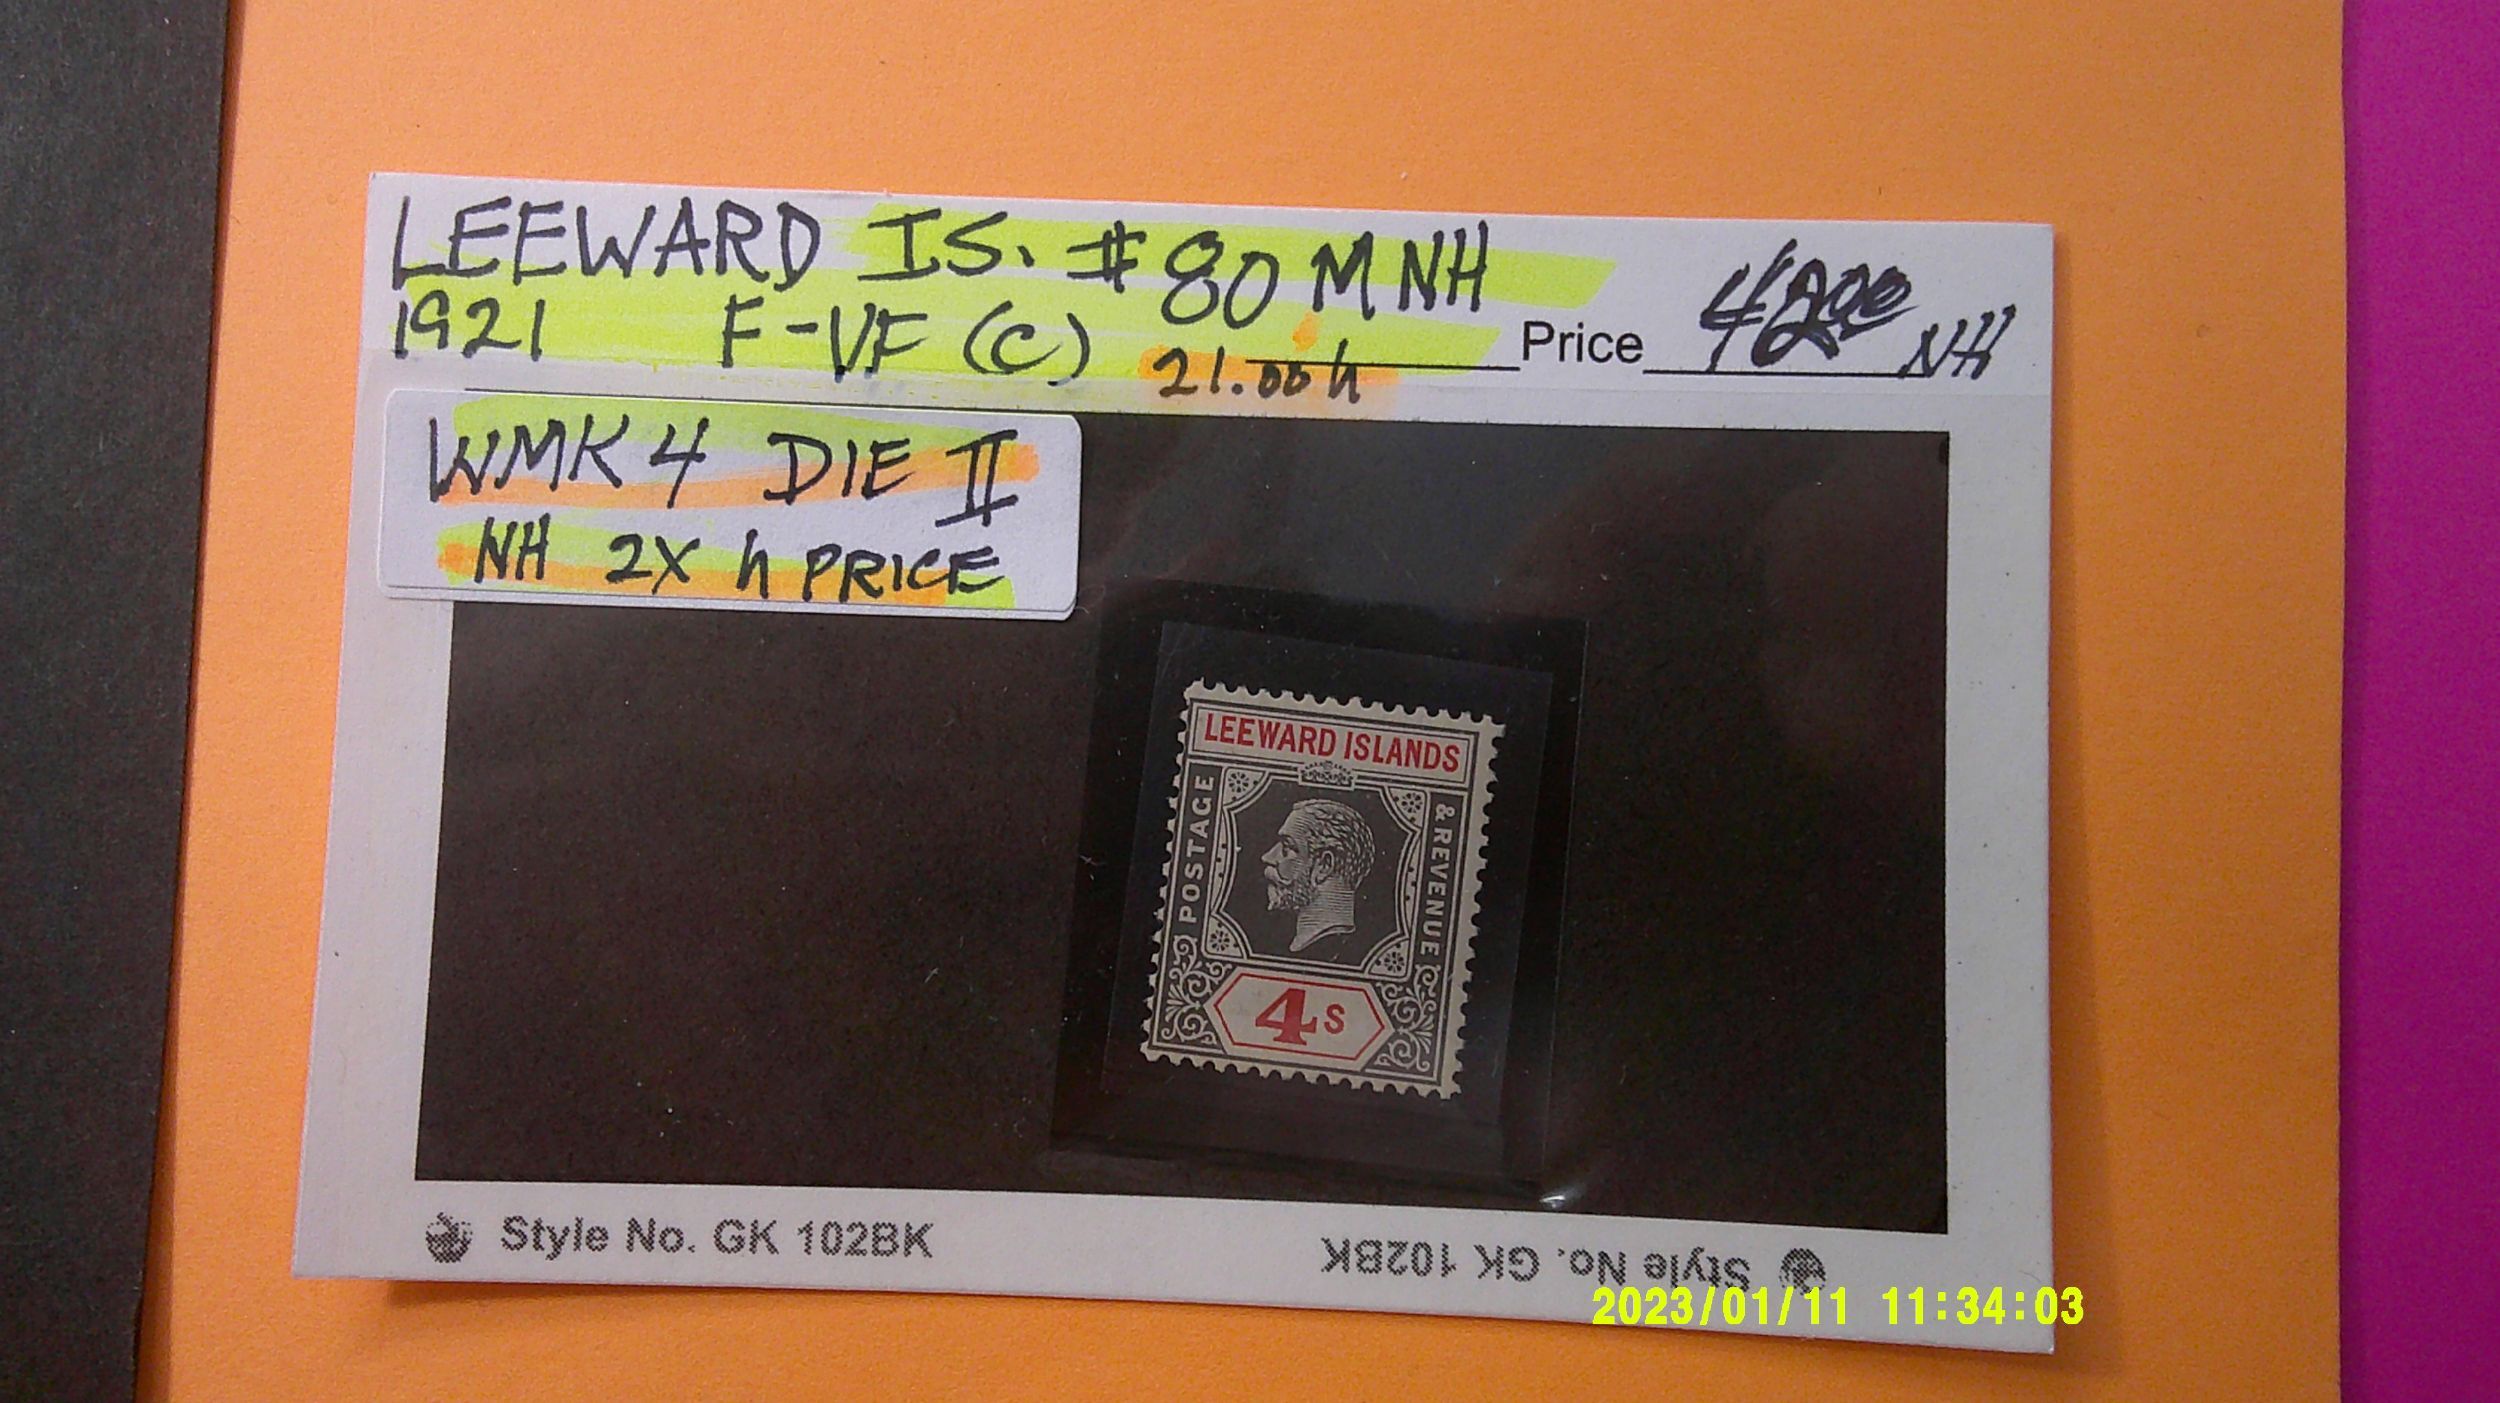 LEEWARD IS. #80 M NH
1921 F-VF (C) 21.00 h Price 42.00 NH
WMK 4 DIE II
NH 2X h PRICE
LEEWARD ISLANDS
POSTAGE
& REVENUE
4s
Style No. GK 102BK
Style No. GK 102BK
2023/01/11 11:34:03